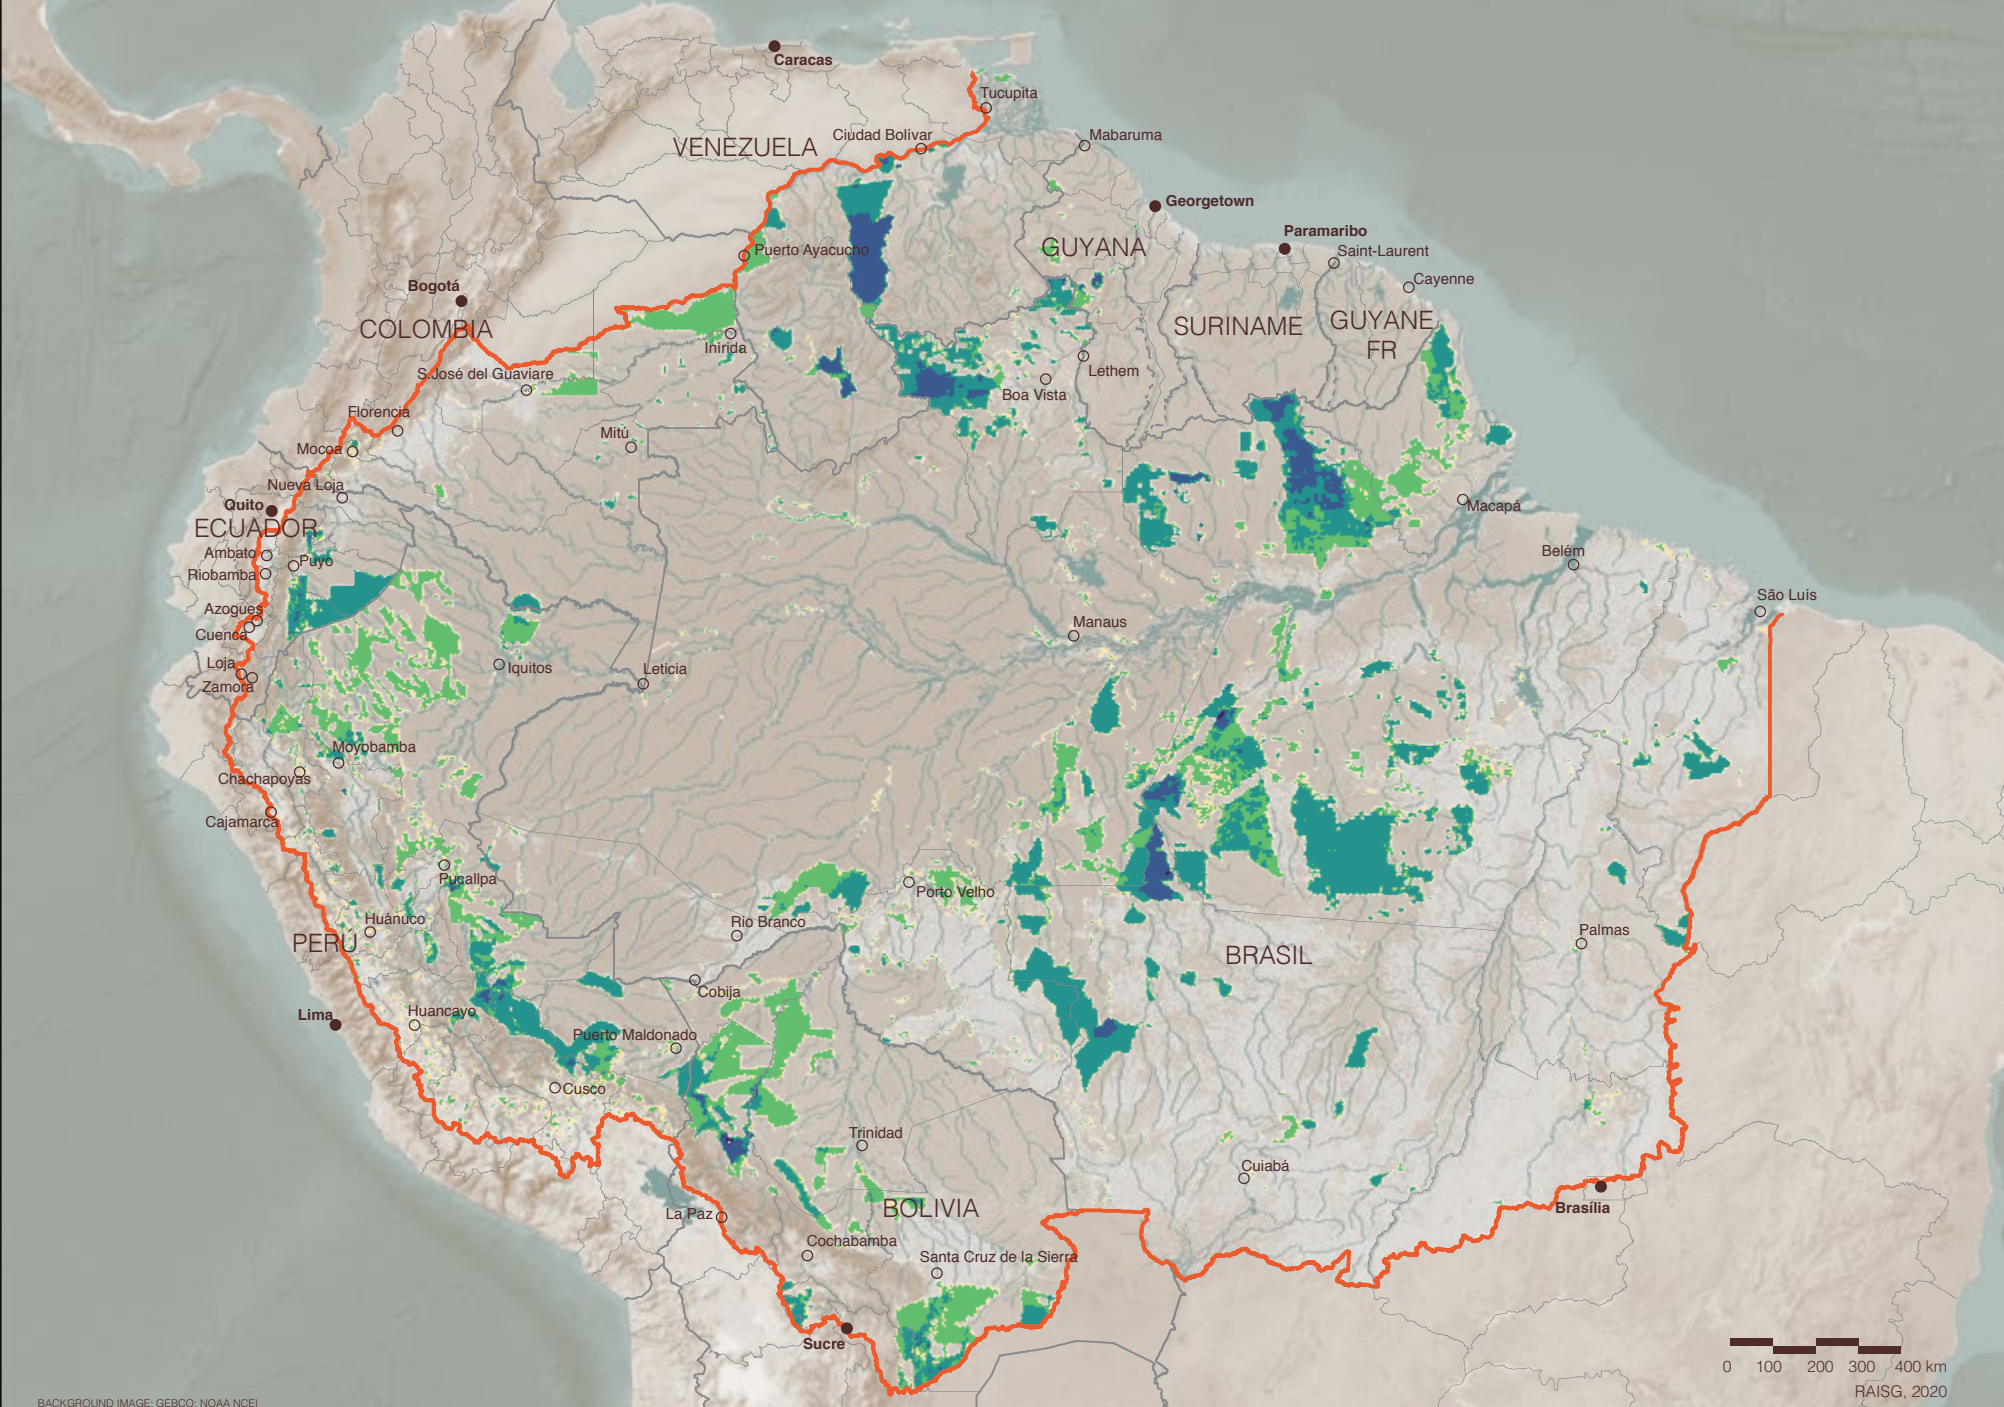 Caracas
Tucupita
VENEZUELA
Ciudad Bolívar
Mabaruma
Georgetown
Paramaribo
Saint-Laurent
GUYANA
Puerto Ayacucho
Cayenne
Bogotá
COLOMBIA
SURINAME
GUYANE
FR
Inírida
S.José del Guaviare
Lethem
Boa Vista
Florencia
Mitú
Mocoa
Nueva Loja
Quito
Macapá
ECUADOR
Ambato
Puyo
Belém
Riobamba
São Luís
Azogues
Manaus
Cuenca
Loja
Iquitos
Leticia
Zamora
Moyobamba
Chachapoyas
Cajamarca
Pucallpa
Porto Velho
Huánuco
Rio Branco
Palmas
PERÚ
BRASIL
Cobija
Lima
Huancayo
Puerto Maldonado
Cusco
Trinidad
Cuiabá
BOLIVIA
La Paz
Brasília
Cochabamba
Santa Cruz de la Sierra
Sucre
0 100 200 300 400 km
RAISG, 2020
BACKGROUND IMAGE: GEBCO; NOAA NCEI